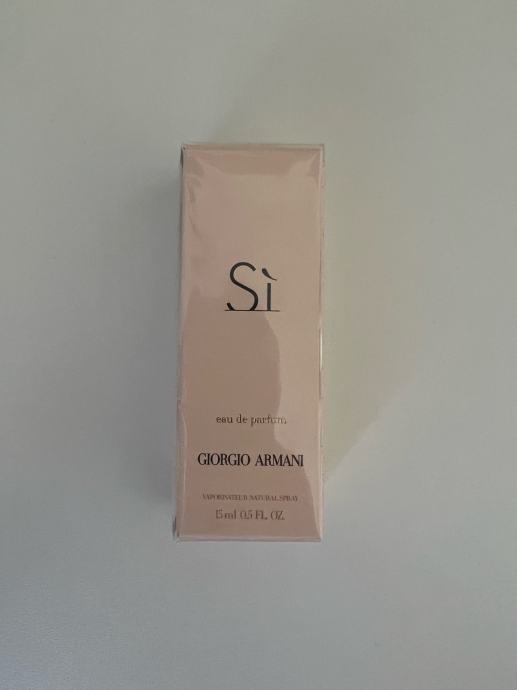 Sì
eau de parfum
GIORGIO ARMANI
VAPORISATEUR NATURAL SPRAY
15 ml 0.5 FL. OZ.